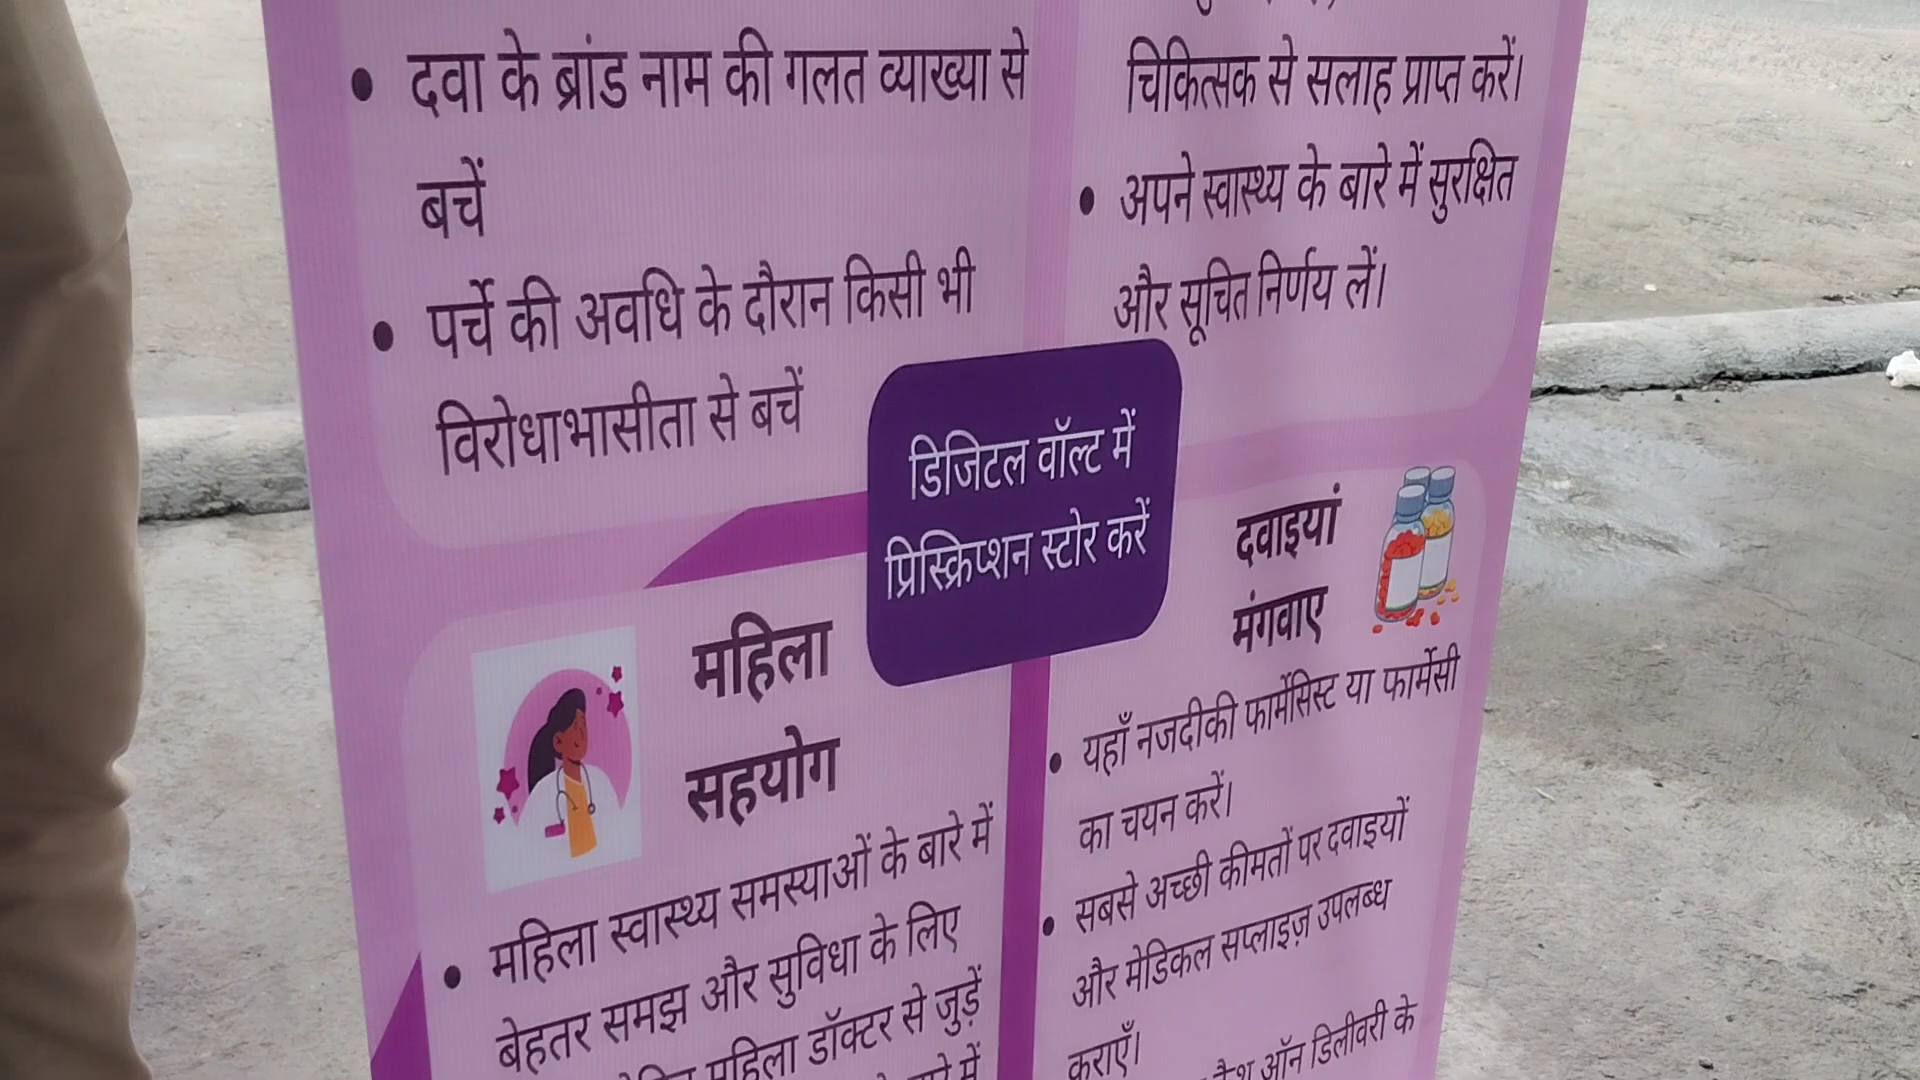 दवा के ब्रांड नाम की गलत व्याख्या से
बचें
पर्चे की अवधि के दौरान किसी भी
विरोधाभासीता से बचें
चिकित्सक से सलाह प्राप्त करें।
अपने स्वास्थ्य के बारे में सुरक्षित
और सूचित निर्णय लें।
डिजिटल वॉल्ट में
प्रिस्क्रिप्शन स्टोर करें
महिला
सहयोग
महिला स्वास्थ्य समस्याओं के बारे में
बेहतर समझ और सुविधा के लिए
महिला डॉक्टर से जुड़ें
बारे में
दवाइयां
मंगवाए
यहाँ नजदीकी फार्मेसिस्ट या फार्मेसी
का चयन करें।
सबसे अच्छी कीमतों पर दवाइयों
और मेडिकल सप्लाइज़ उपलब्ध
कराएँ।
कैश ऑन डिलीवरी के